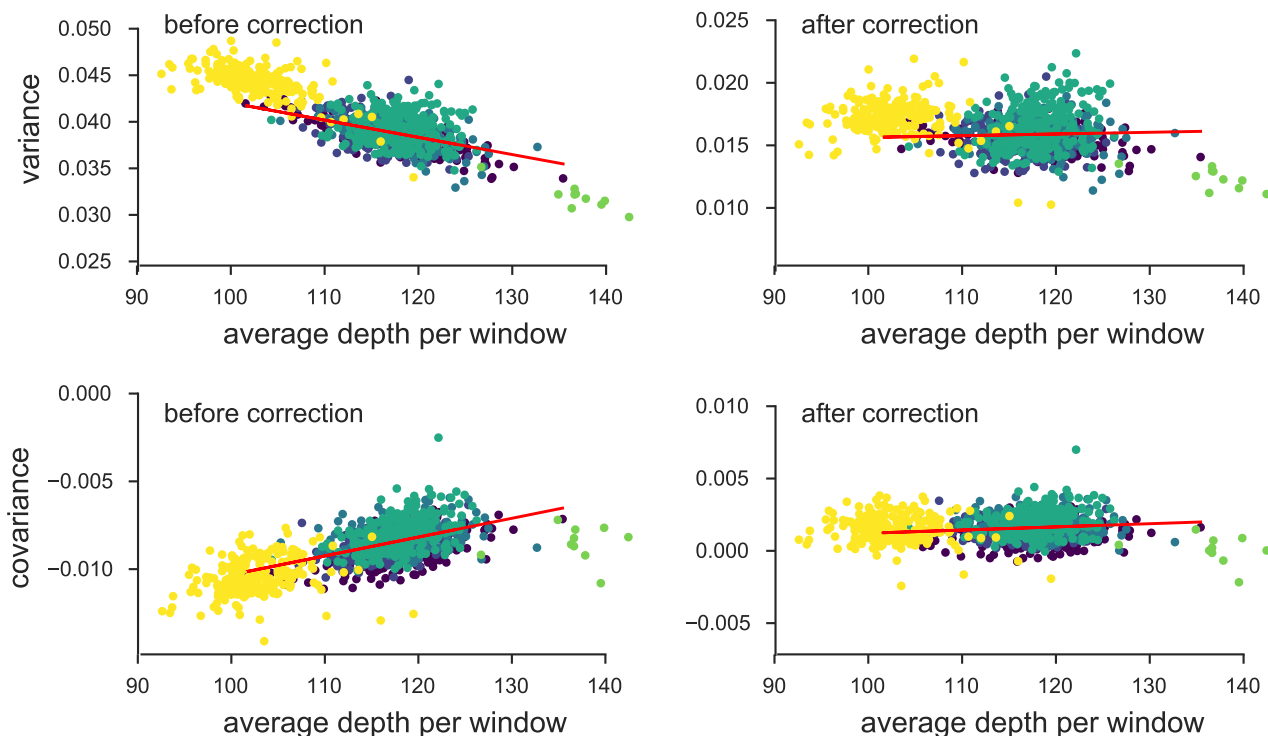 before correction
0.050
0.045
0.040
0.035
0.030
0.025
variance
90 100 110 120 130 140
average depth per window
after correction
0.025
0.020
0.015
0.010
90 100 110 120 130 140
average depth per window
before correction
0.000
−0.005
−0.010
covariance
90 100 110 120 130 140
average depth per window
after correction
0.010
0.005
0.000
−0.005
90 100 110 120 130 140
average depth per window